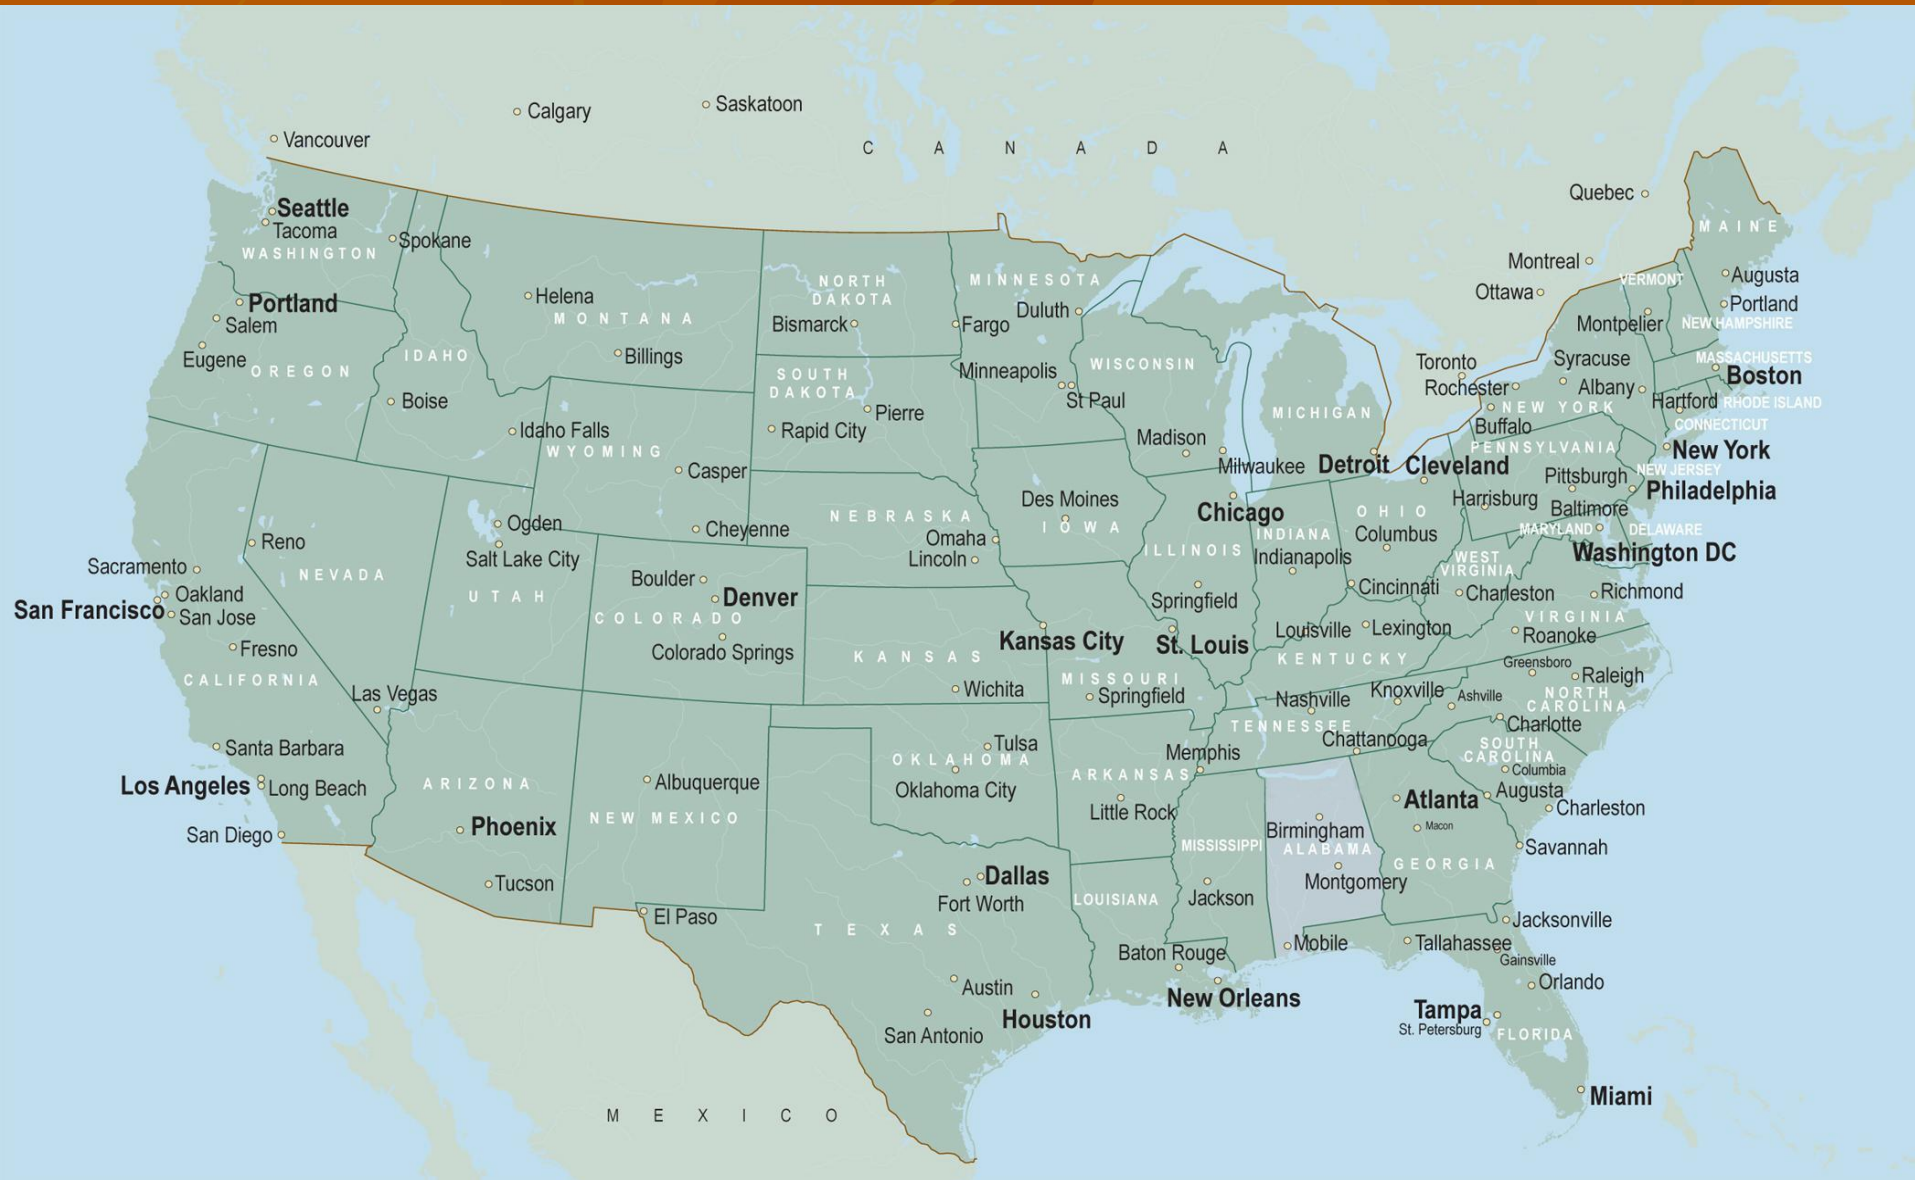 Calgary
Saskatoon
Vancouver
C A N A D A
Quebec
Seattle
Tacoma
WASHINGTON
Spokane
MAINE
Montreal
Ottawa
Augusta
VERMONT
Portland
Portland
Salem
Eugene
OREGON
Helena
MONTANA
Billings
IDAHO
Boise
Idaho Falls
NORTH
DAKOTA
Bismarck
Fargo
MINNESOTA
Duluth
Minneapolis
St Paul
WISCONSIN
Madison
Milwaukee
MICHIGAN
Detroit
Toronto
Rochester
Syracuse
Albany
Montpelier
NEW HAMPSHIRE
MASSACHUSETTS
Boston
Hartford
RHODE ISLAND
CONNECTICUT
NEW YORK
Buffalo
New York
PENNSYLVANIA
NEW JERSEY
Pittsburgh
Philadelphia
Harrisburg
Baltimore
MARYLAND
DELAWARE
Washington DC
SOUTH
DAKOTA
Pierre
Rapid City
WYOMING
Casper
Cheyenne
NEBRASKA
Omaha
Lincoln
Des Moines
IOWA
Chicago
ILLINOIS
Springfield
INDIANA
Indianapolis
Cleveland
OHIO
Columbus
Cincinnati
WEST
VIRGINIA
Charleston
Richmond
VIRGINIA
Roanoke
Ogden
Salt Lake City
UTAH
Reno
NEVADA
Las Vegas
Sacramento
Oakland
San Francisco
San Jose
Fresno
CALIFORNIA
Santa Barbara
Los Angeles
Long Beach
San Diego
Boulder
Denver
COLORADO
Colorado Springs
KANSAS
Wichita
Kansas City
St. Louis
MISSOURI
Springfield
Louisville
Lexington
KENTUCKY
Nashville
Knoxville
TENNESSEE
Chattanooga
Memphis
Greensboro
Raleigh
Ashville
NORTH
CAROLINA
Charlotte
SOUTH
CAROLINA
Columbia
Augusta
Charleston
ARIZONA
Phoenix
Tucson
Albuquerque
NEW MEXICO
El Paso
OKLAHOMA
Tulsa
Oklahoma City
ARKANSAS
Little Rock
Dallas
Fort Worth
TEXAS
Austin
Houston
San Antonio
LOUISIANA
Baton Rouge
New Orleans
MISSISSIPPI
Jackson
Birmingham
ALABAMA
Montgomery
Mobile
Atlanta
Macon
GEORGIA
Savannah
Jacksonville
Tallahassee
Gainsville
Orlando
Tampa
St. Petersburg
FLORIDA
Miami
M E X I C O